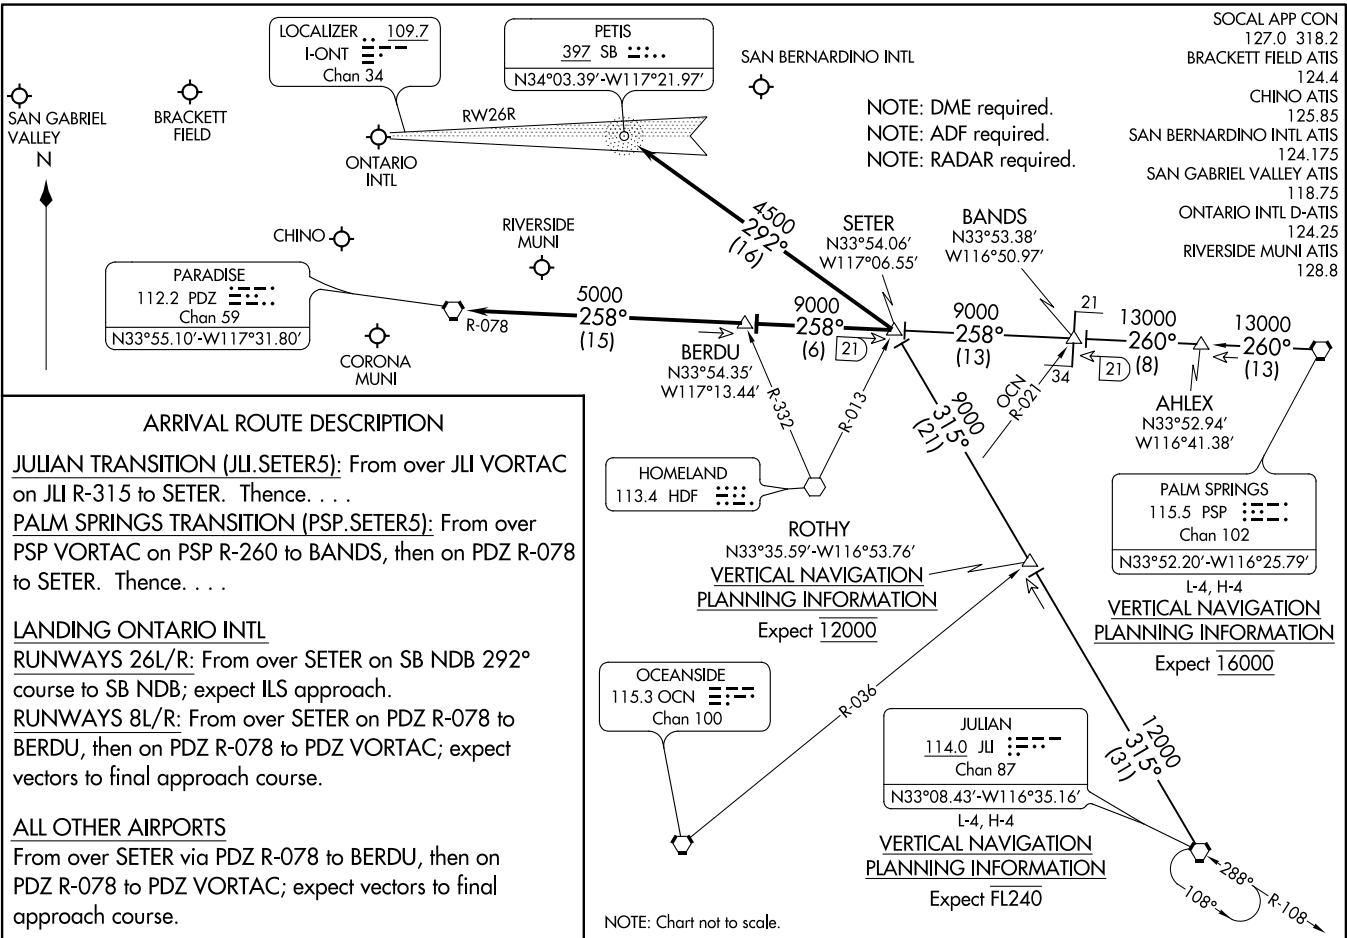 SOCAL APP CON
127.0 318.2
BRACKETT FIELD ATIS
124.4
CHINO ATIS
125.85
SAN BERNARDINO INTL ATIS
124.175
SAN GABRIEL VALLEY ATIS
118.75
ONTARIO INTL D-ATIS
124.25
RIVERSIDE MUNI ATIS
128.8
LOCALIZER 109.7
I-ONT
Chan 34
PETIS
397 SB
N34°03.39'-W117°21.97'
SAN BERNARDINO INTL
SAN GABRIEL
VALLEY
BRACKETT
FIELD
N
RW26R
ONTARIO
INTL
NOTE: DME required.
NOTE: ADF required.
NOTE: RADAR required.
CHINO
RIVERSIDE
MUNI
4500
292°
(16)
SETER
N33°54.06'
W117°06.55'
BANDS
N33°53.38'
W116°50.97'
PARADISE
112.2 PDZ
Chan 59
N33°55.10'-W117°31.80'
R-078
5000
258°
(15)
9000
258°
(6)
21
9000
258°
(13)
21
34
21
13000
260°
(8)
13000
260°
(13)
CORONA
MUNI
BERDU
N33°54.35'
W117°13.44'
R-332
R-013
9000
315°
(21)
OCN
R-021
AHLEX
N33°52.94'
W116°41.38'
HOMELAND
113.4 HDF
PALM SPRINGS
115.5 PSP
Chan 102
N33°52.20'-W116°25.79'
L-4, H-4
VERTICAL NAVIGATION
PLANNING INFORMATION
Expect 16000
ROTHY
N33°35.59'-W116°53.76'
VERTICAL NAVIGATION
PLANNING INFORMATION
Expect 12000
OCEANSIDE
115.3 OCN
Chan 100
R-036
12000
315°
(31)
JULIAN
114.0 JLI
Chan 87
N33°08.43'-W116°35.16'
L-4, H-4
VERTICAL NAVIGATION
PLANNING INFORMATION
Expect FL240
288°
108°
R-108
NOTE: Chart not to scale.
ARRIVAL ROUTE DESCRIPTION
JULIAN TRANSITION (JLI.SETER5): From over JLI VORTAC
on JLI R-315 to SETER. Thence. . . .
PALM SPRINGS TRANSITION (PSP.SETER5): From over
PSP VORTAC on PSP R-260 to BANDS, then on PDZ R-078
to SETER. Thence. . . .
LANDING ONTARIO INTL
RUNWAYS 26L/R: From over SETER on SB NDB 292°
course to SB NDB; expect ILS approach.
RUNWAYS 8L/R: From over SETER on PDZ R-078 to
BERDU, then on PDZ R-078 to PDZ VORTAC; expect
vectors to final approach course.
ALL OTHER AIRPORTS
From over SETER via PDZ R-078 to BERDU, then on
PDZ R-078 to PDZ VORTAC; expect vectors to final
approach course.